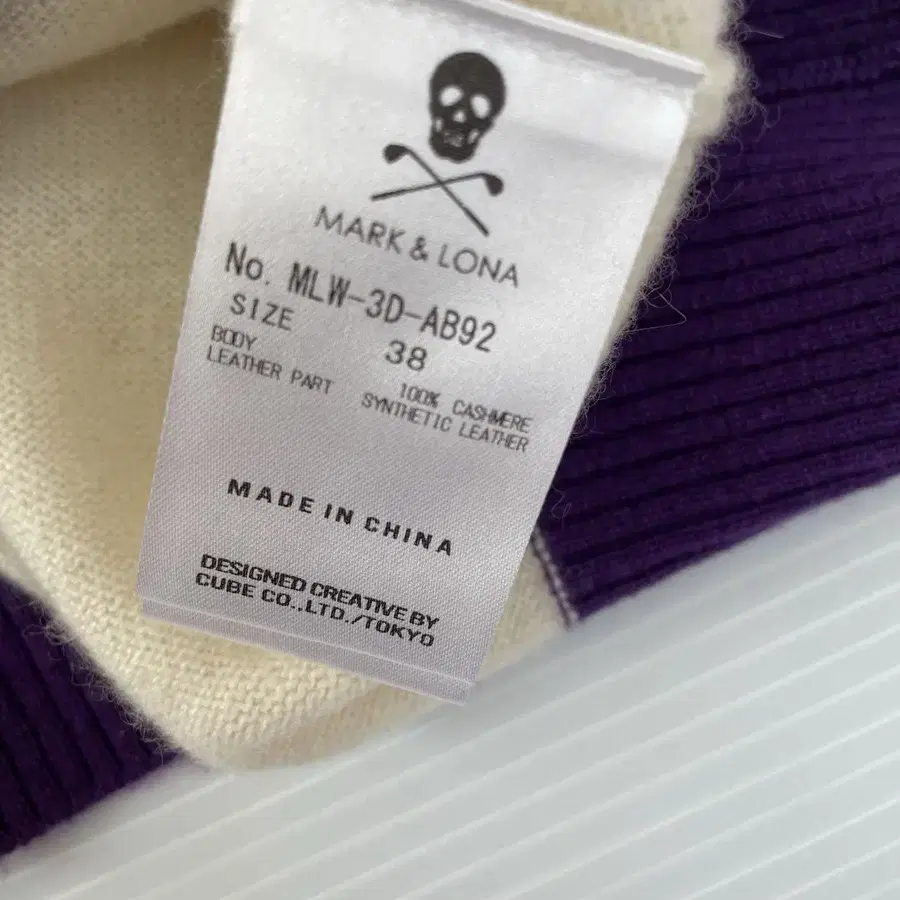 MARK & LONA
No. MLW-3D-AB92
SIZE 38
BODY 100% CASHMERE
LEATHER PART SYNTHETIC LEATHER
MADE IN CHINA
DESIGNED CREATIVE BY
CUBE CO.,LTD./TOKYO